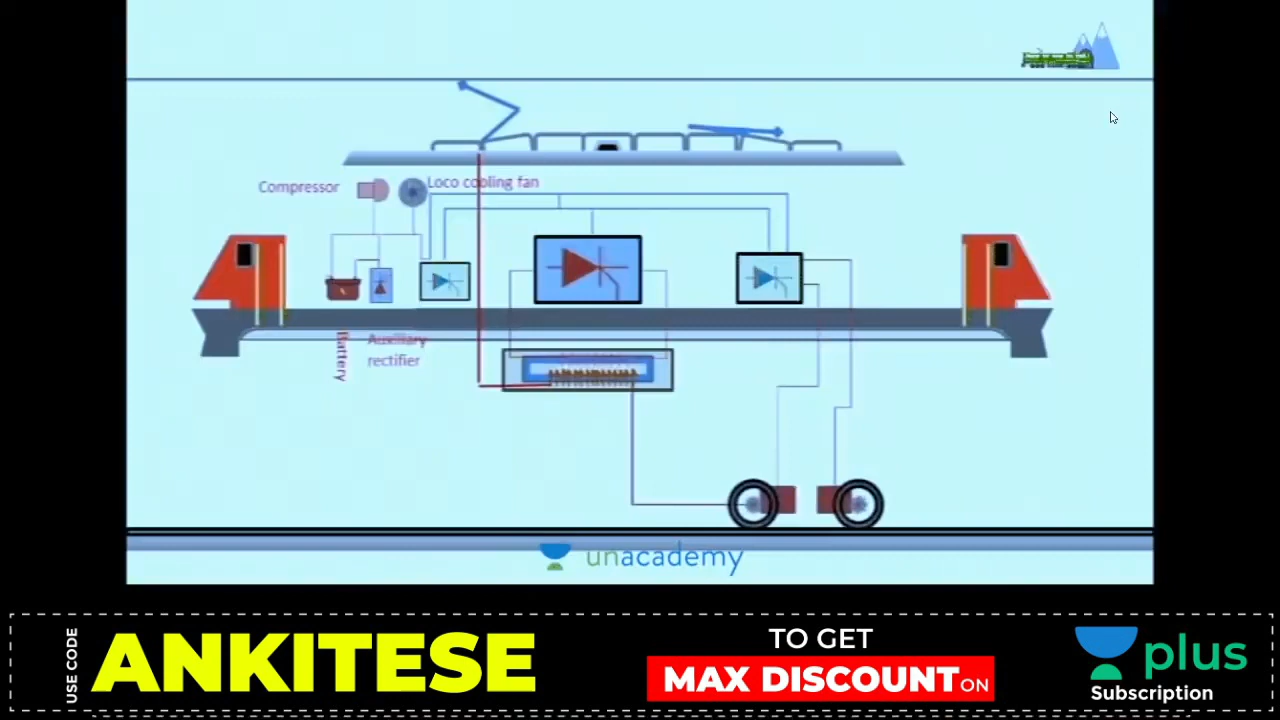 Compressor
Loco cooling fan
Battery
Auxiliary
rectifier
unacademy
USE CODE
ANKITESE
TO GET
MAX DISCOUNT ON
plus
Subscription